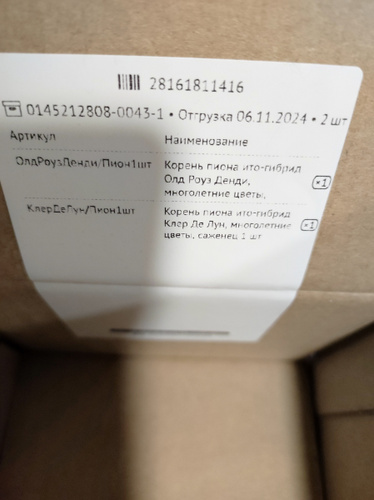 28161811416
0145212808-0043-1 • Отгрузка 06.11.2024 • 2 шт
Артикул Наименование
ОлдРоузДенди/Пион1шт Корень пиона ито-гибрид
Олд Роуз Денди,
многолетние цветы, ×1
КлерДеЛун/Пион1шт Корень пиона ито-гибрид
Клер Де Лун, многолетние ×1
цветы, саженец 1 шт